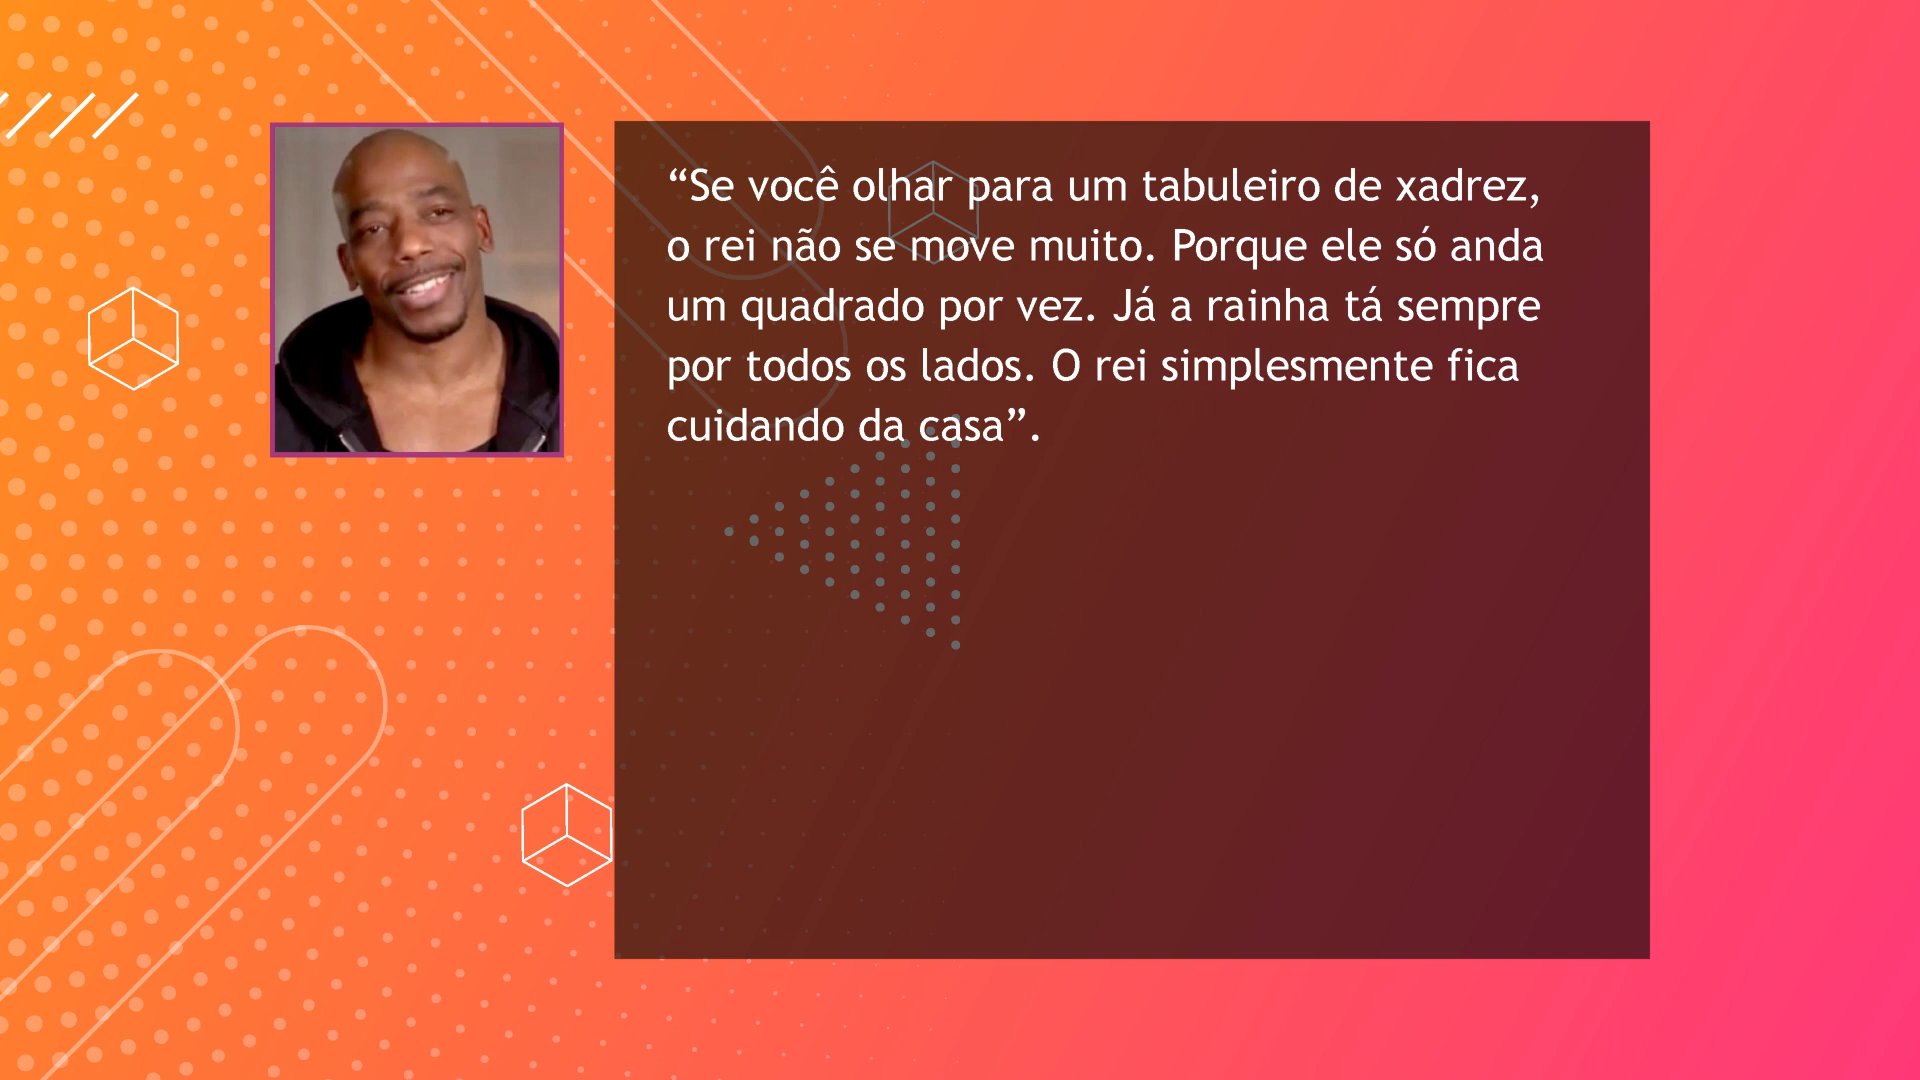 “Se você olhar para um tabuleiro de xadrez,
o rei não se move muito. Porque ele só anda
um quadrado por vez. Já a rainha tá sempre
por todos os lados. O rei simplesmente fica
cuidando da casa”.